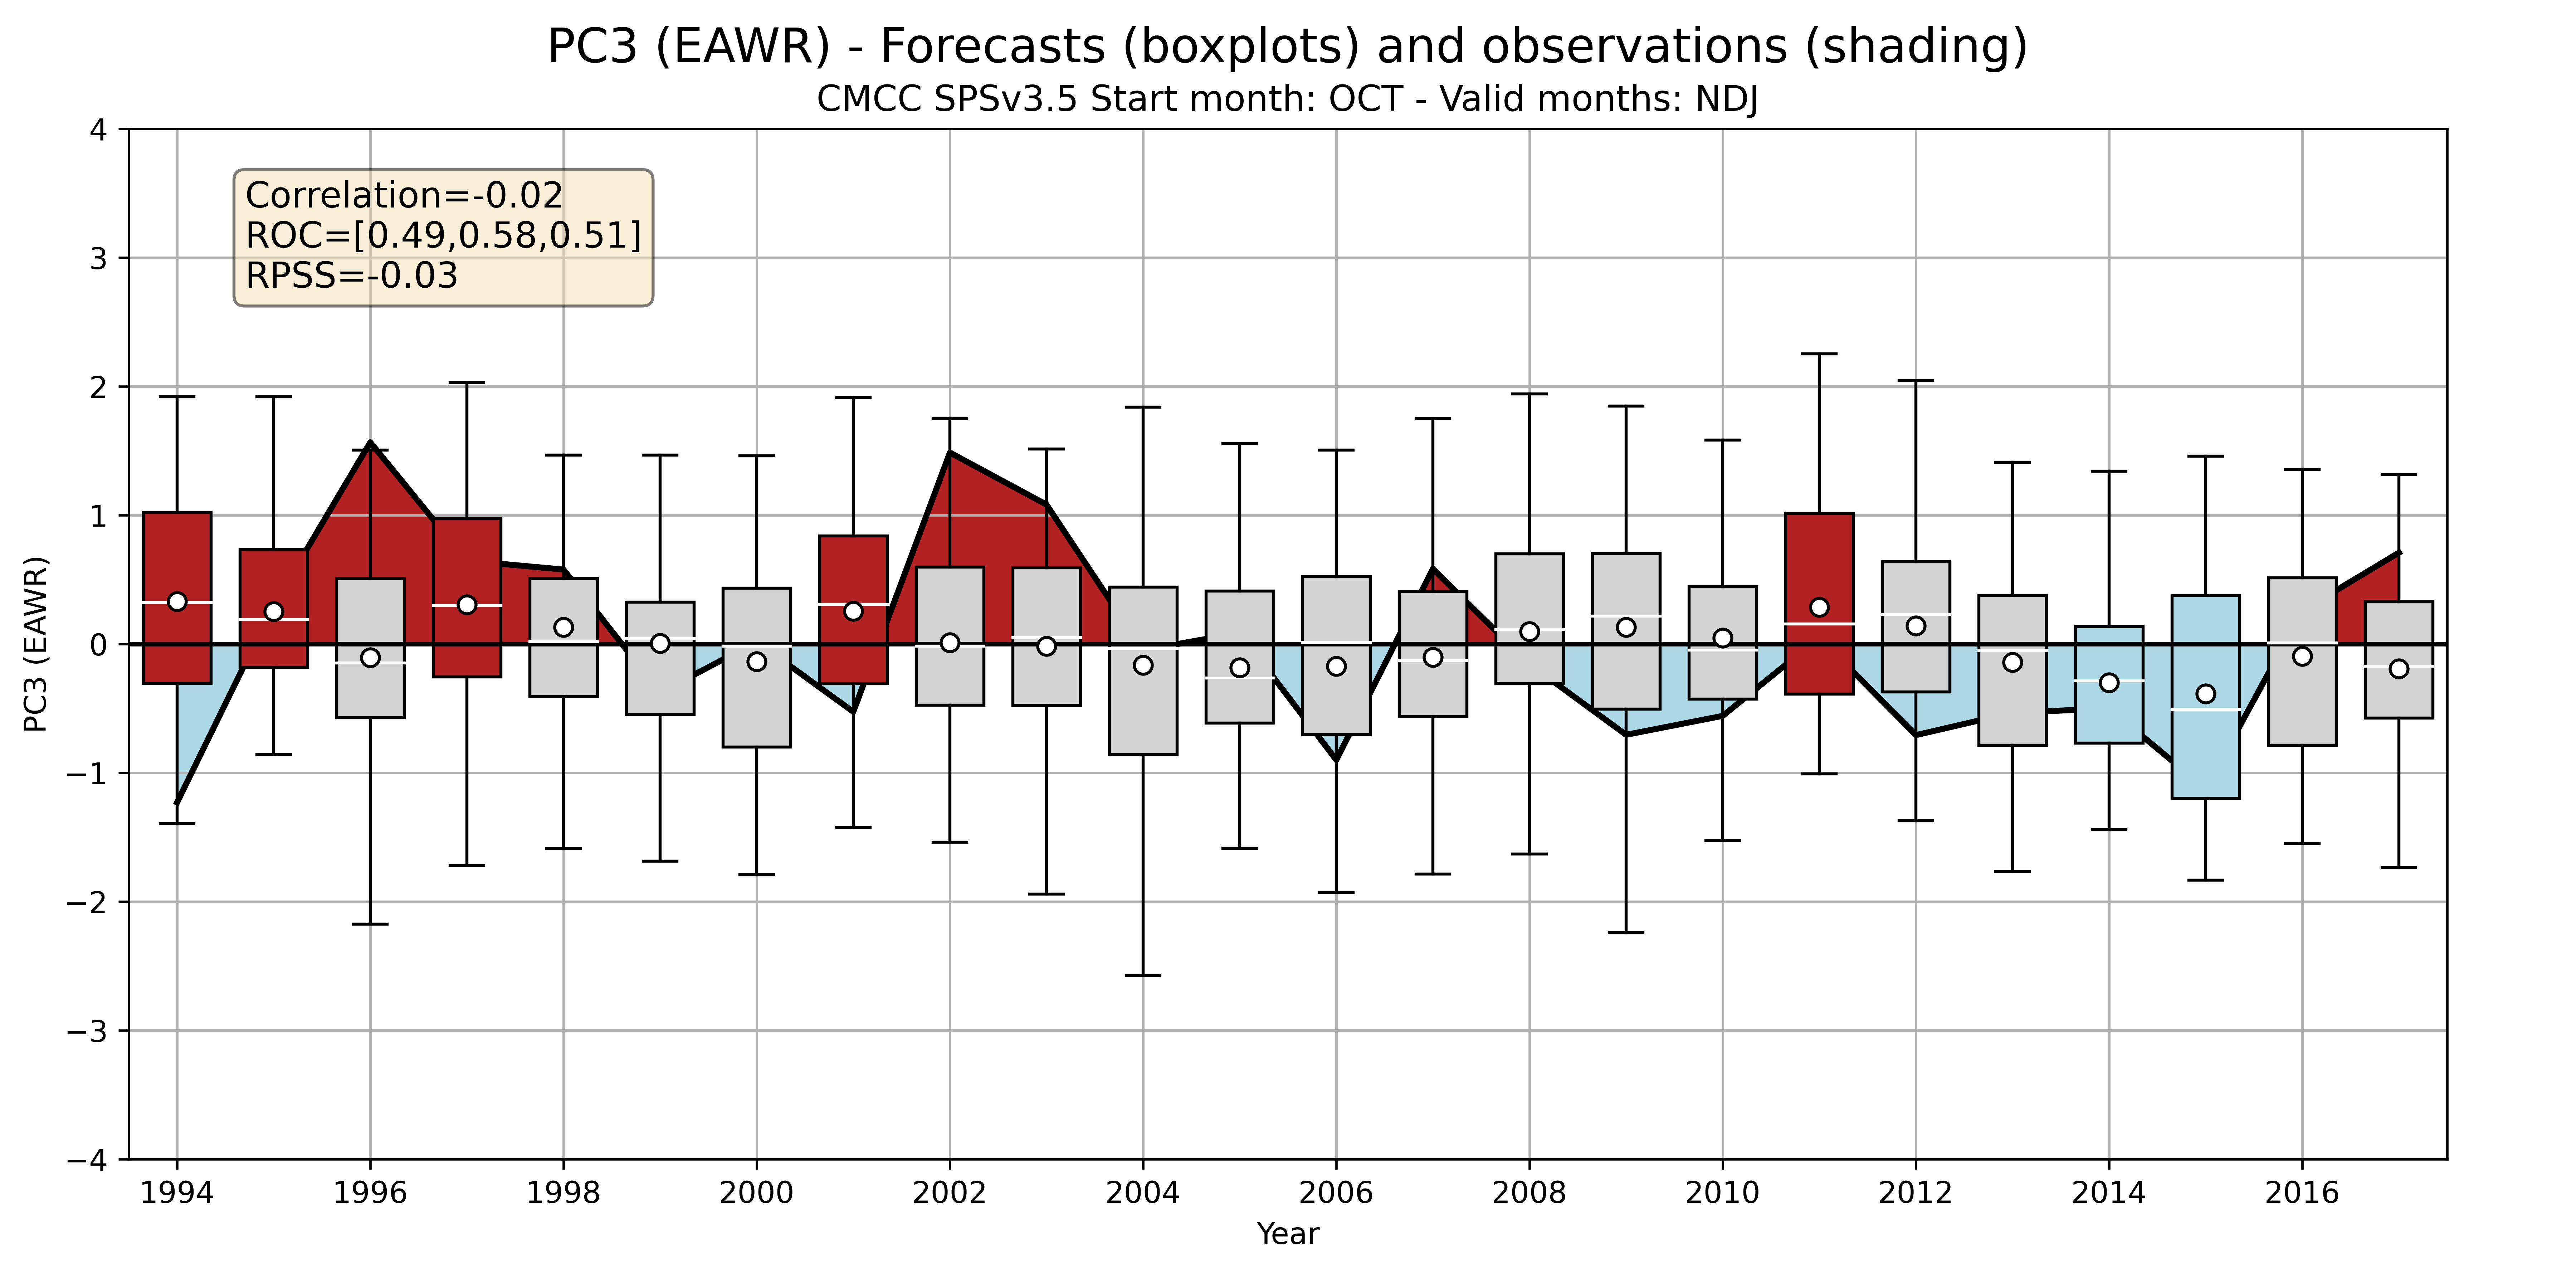 PC3 (EAWR) - Forecasts (boxplots) and observations (shading)
CMCC SPSv3.5 Start month: OCT - Valid months: NDJ
Correlation=-0.02
ROC=[0.49,0.58,0.51]
RPSS=-0.03
PC3 (EAWR)
4
3
2
1
0
−1
−2
−3
−4
1994 1996 1998 2000 2002 2004 2006 2008 2010 2012 2014 2016
Year